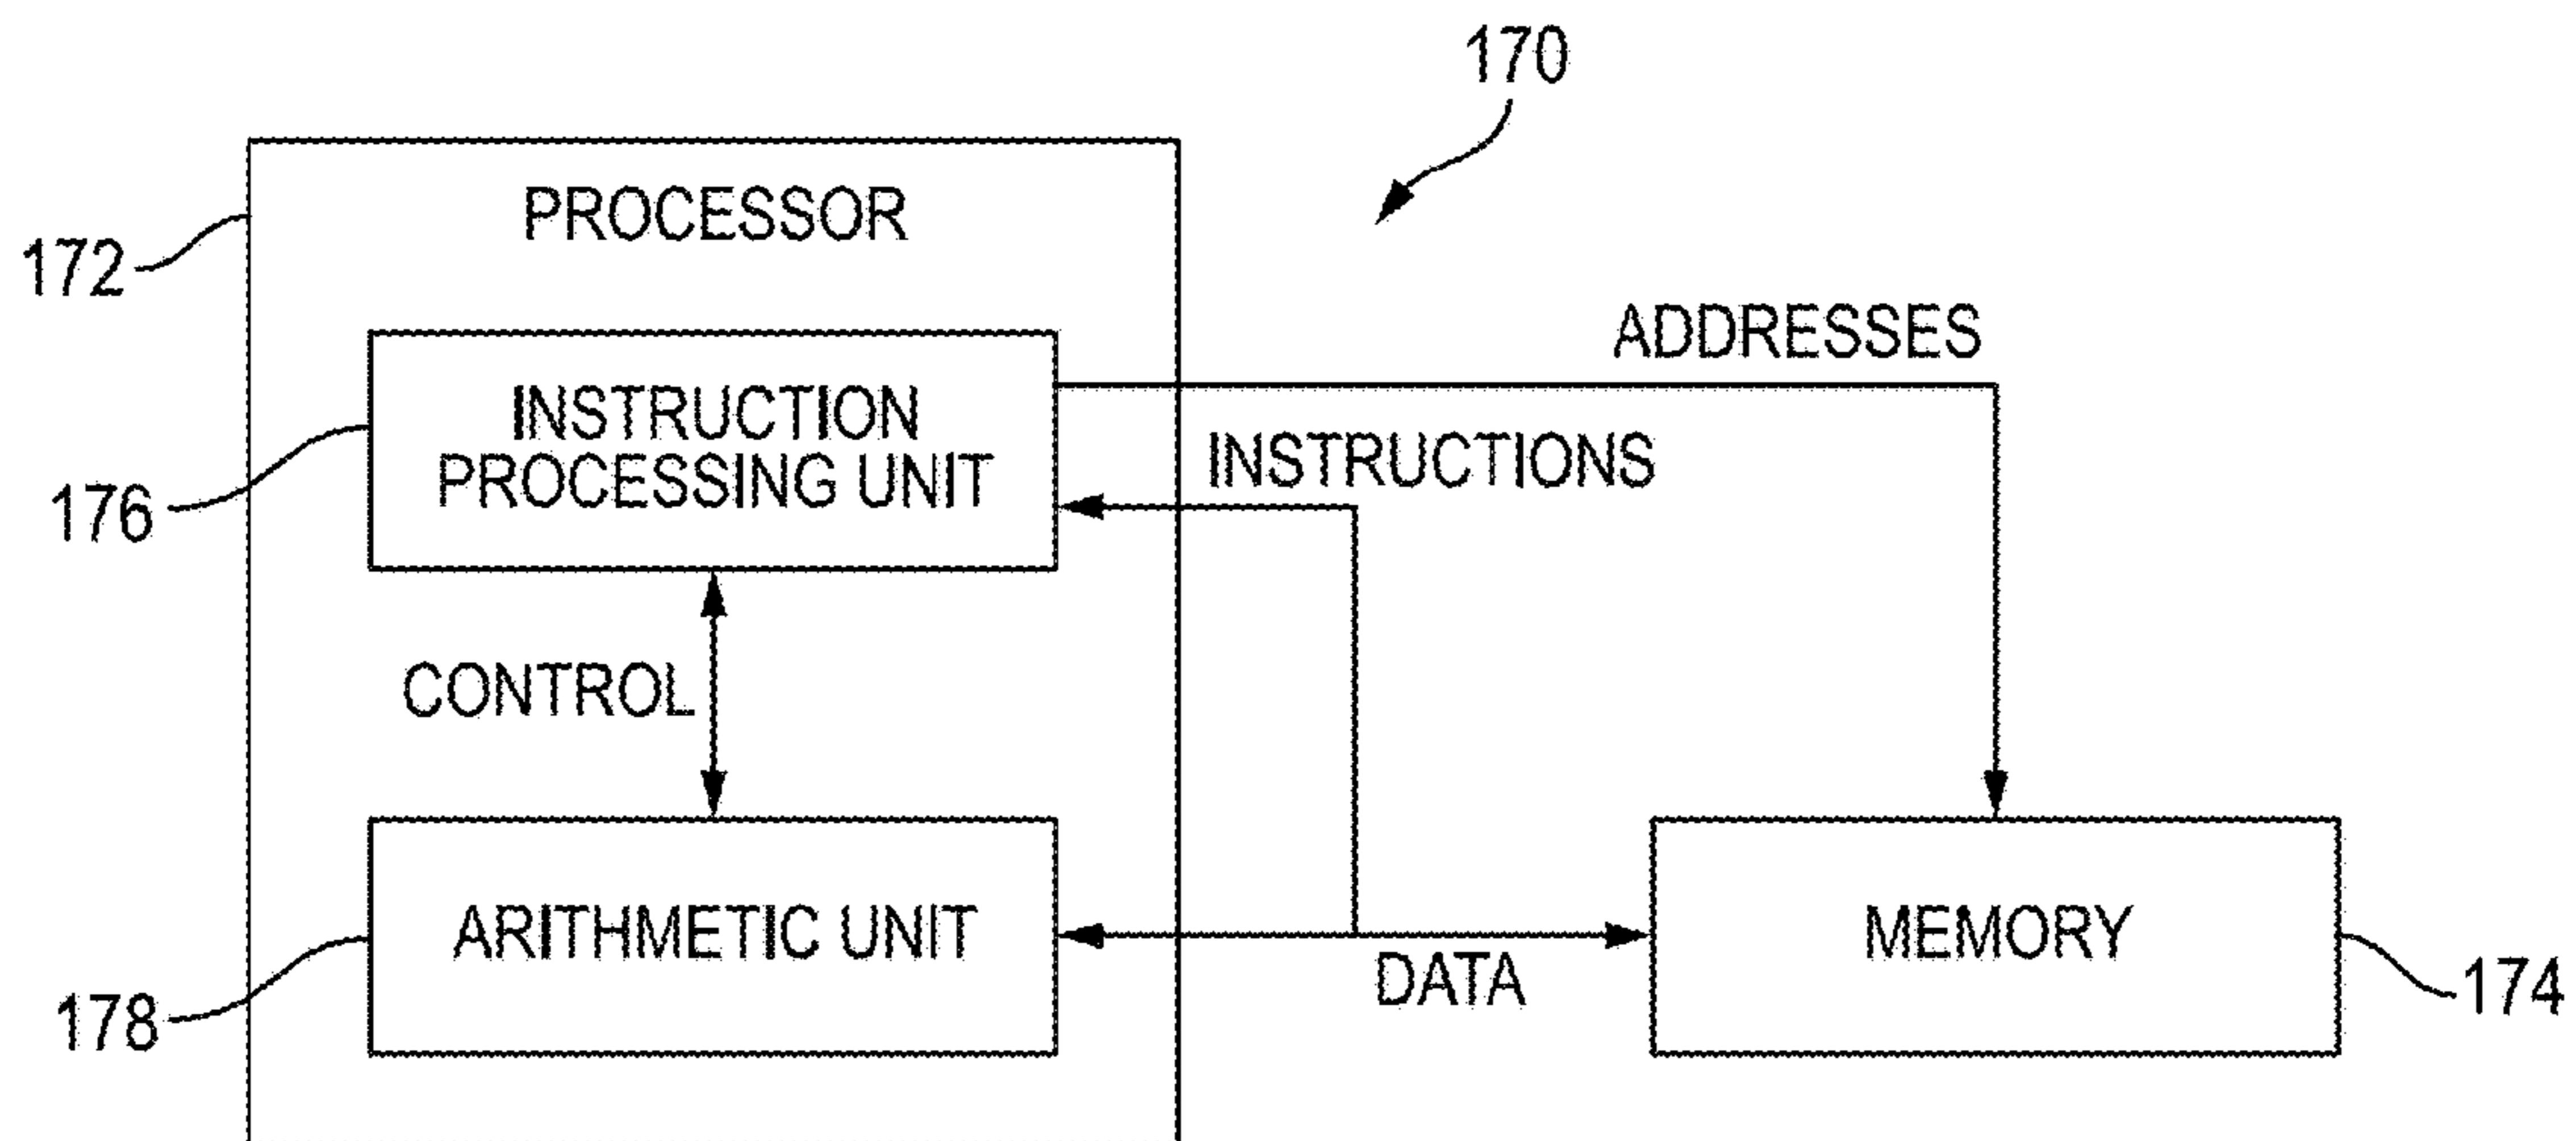 170
PROCESSOR
172
ADDRESSES
INSTRUCTION
PROCESSING UNIT
INSTRUCTIONS
176
CONTROL
ARITHMETIC UNIT
MEMORY
DATA
178
174